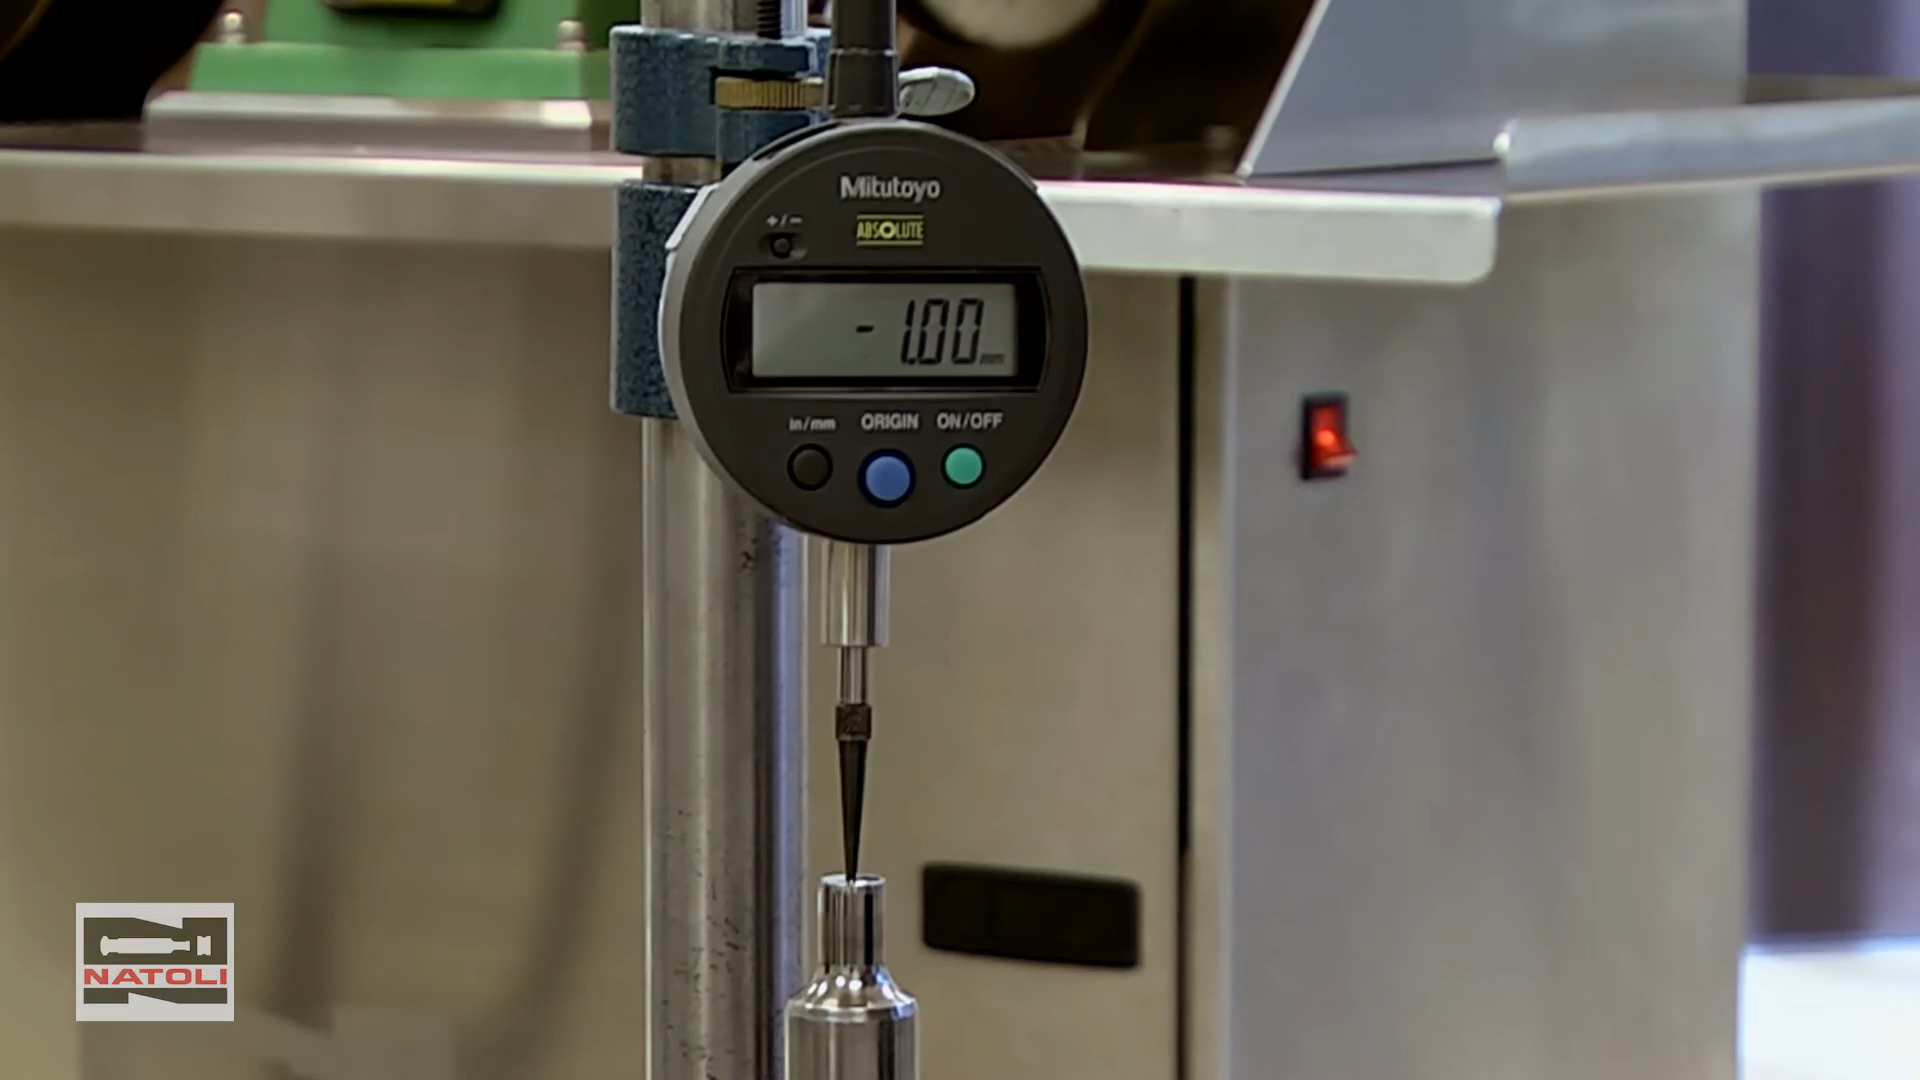 Mitutoyo
+/-
ABSOLUTE
- 1.00 mm
in/mm ORIGIN ON/OFF
NATOLI